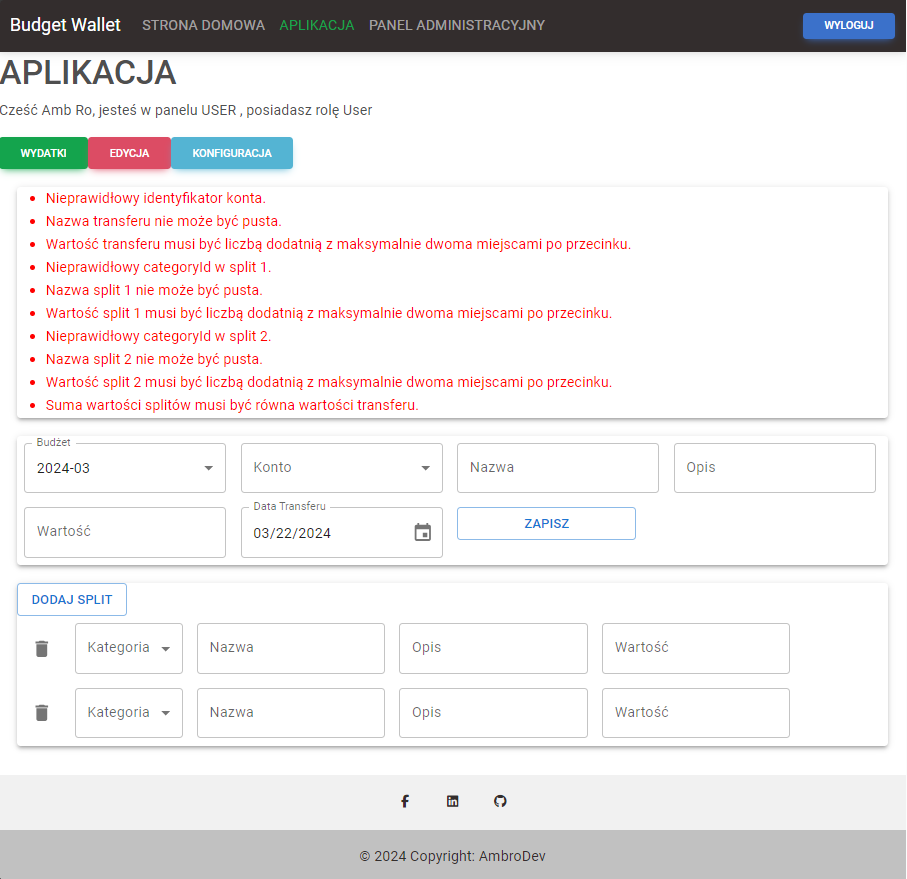 Budget Wallet STRONA DOMOWA APLIKACJA PANEL ADMINISTRACYJNY WYLOGUJ
APLIKACJA
Cześć Amb Ro, jesteś w panelu USER , posiadasz rolę User
WYDATKI EDYCJA KONFIGURACJA
Nieprawidłowy identyfikator konta.
Nazwa transferu nie może być pusta.
Wartość transferu musi być liczbą dodatnią z maksymalnie dwoma miejscami po przecinku.
Nieprawidłowy categoryId w split 1.
Nazwa split 1 nie może być pusta.
Wartość split 1 musi być liczbą dodatnią z maksymalnie dwoma miejscami po przecinku.
Nieprawidłowy categoryId w split 2.
Nazwa split 2 nie może być pusta.
Wartość split 2 musi być liczbą dodatnią z maksymalnie dwoma miejscami po przecinku.
Suma wartości splitów musi być równa wartości transferu.
Budżet
2024-03 Konto Nazwa Opis
Data Transferu
Wartość 03/22/2024 ZAPISZ
DODAJ SPLIT
Kategoria Nazwa Opis Wartość
Kategoria Nazwa Opis Wartość
© 2024 Copyright: AmbroDev